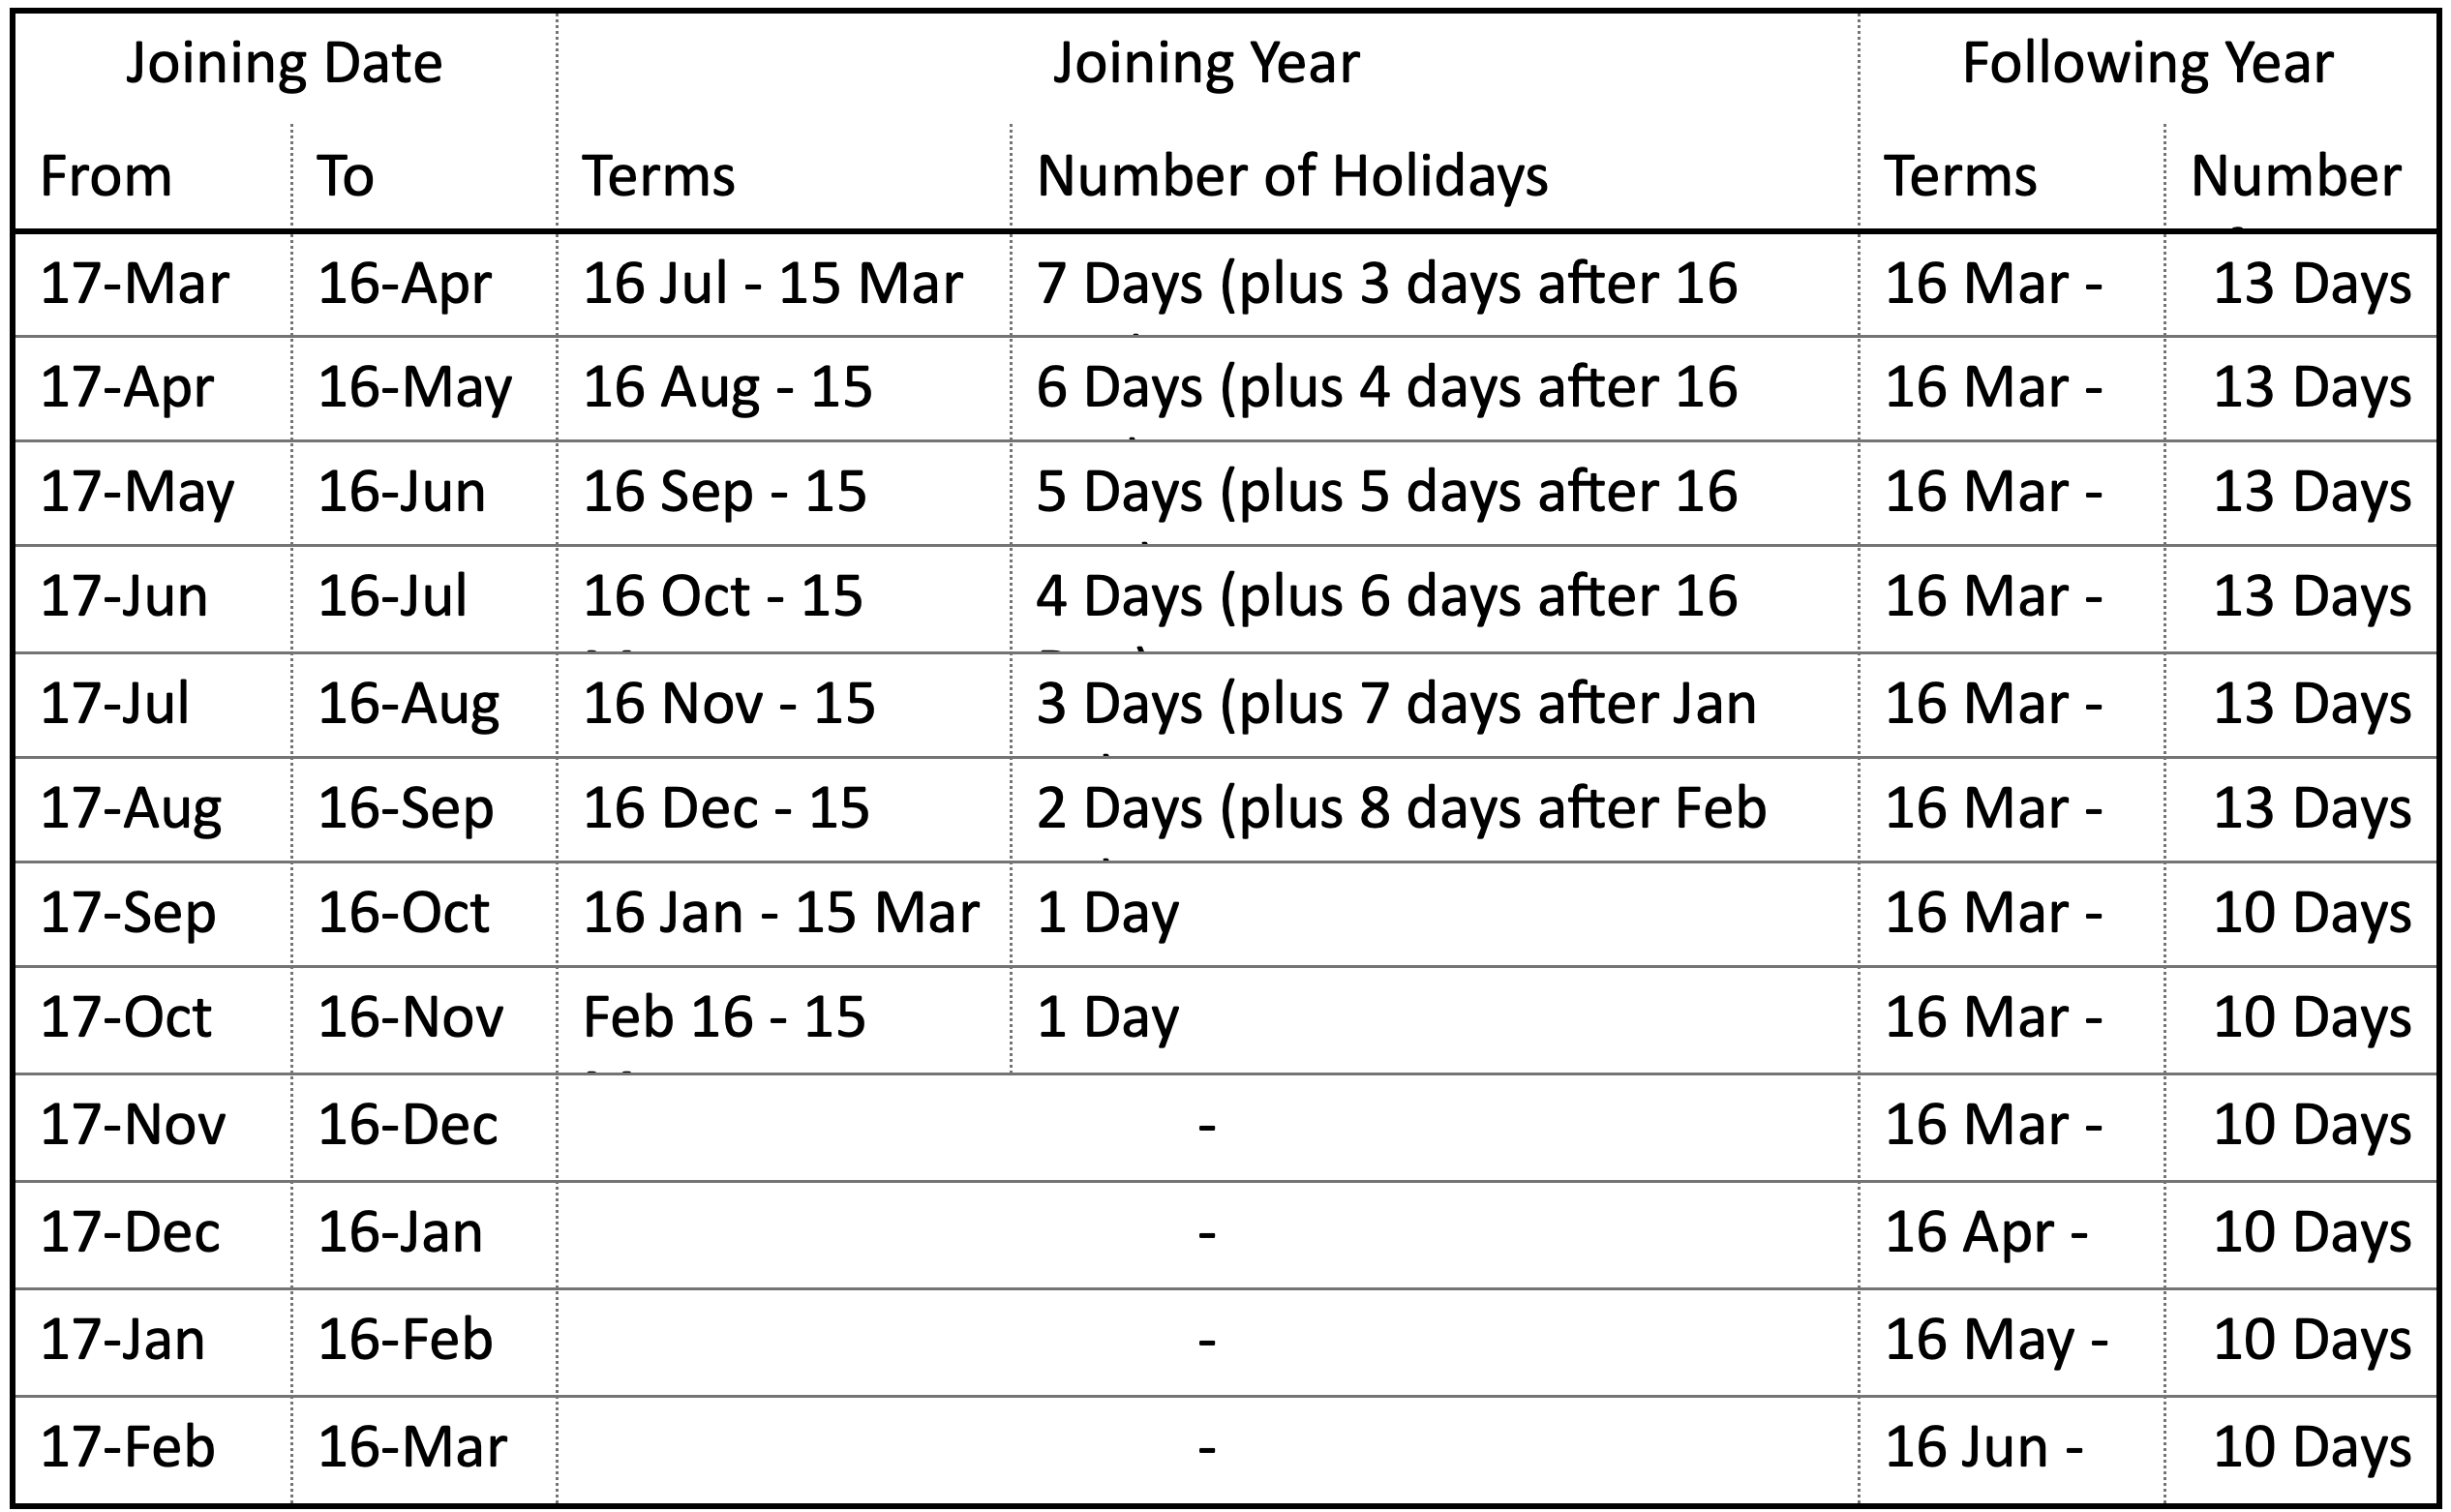 Joining Date Joining Year Following Year
From To Terms Number of Holidays Terms Number
17-Mar 16-Apr 16 Jul - 15 Mar 7 Days (plus 3 days after 16 16 Mar - 13 Days
17-Apr 16-May 16 Aug - 15 6 Days (plus 4 days after 16 16 Mar - 13 Days
17-May 16-Jun 16 Sep - 15 5 Days (plus 5 days after 16 16 Mar - 13 Days
17-Jun 16-Jul 16 Oct - 15 4 Days (plus 6 days after 16 16 Mar - 13 Days
17-Jul 16-Aug 16 Nov - 15 3 Days (plus 7 days after Jan 16 Mar - 13 Days
17-Aug 16-Sep 16 Dec - 15 2 Days (plus 8 days after Feb 16 Mar - 13 Days
17-Sep 16-Oct 16 Jan - 15 Mar 1 Day 16 Mar - 10 Days
17-Oct 16-Nov Feb 16 - 15 1 Day 16 Mar - 10 Days
17-Nov 16-Dec - 16 Mar - 10 Days
17-Dec 16-Jan - 16 Apr - 10 Days
17-Jan 16-Feb - 16 May - 10 Days
17-Feb 16-Mar - 16 Jun - 10 Days